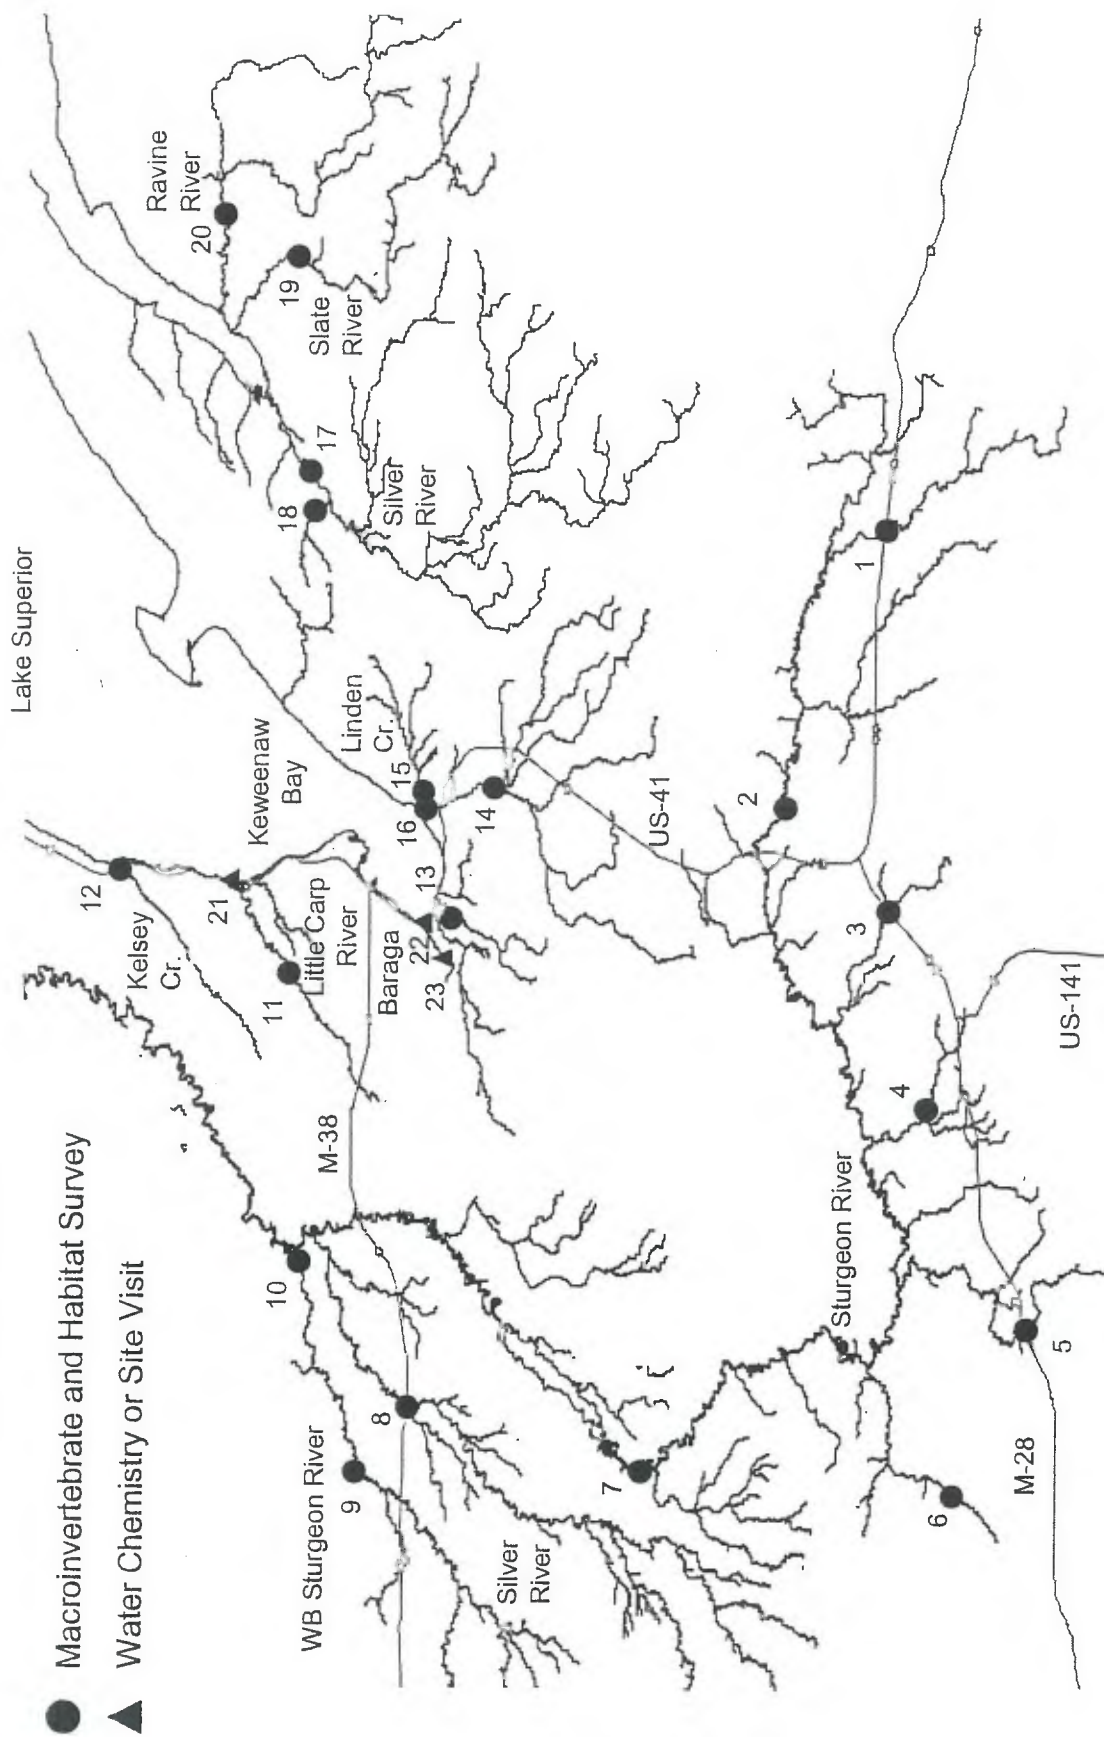 Macroinvertebrate and Habitat Survey
Water Chemistry or Site Visit
Lake Superior
Ravine
River
20
19
Slate
River
17
18
Silver
River
Keweenaw
Bay
Linden
Cr.
15
16
14
13
12
Kelsey
Cr.
21
11
Little Carp
River
Baraga
22
23
M-38
US-41
1
2
3
US-141
4
Sturgeon River
5
M-28
6
7
8
9
10
WB Sturgeon River
Silver
River